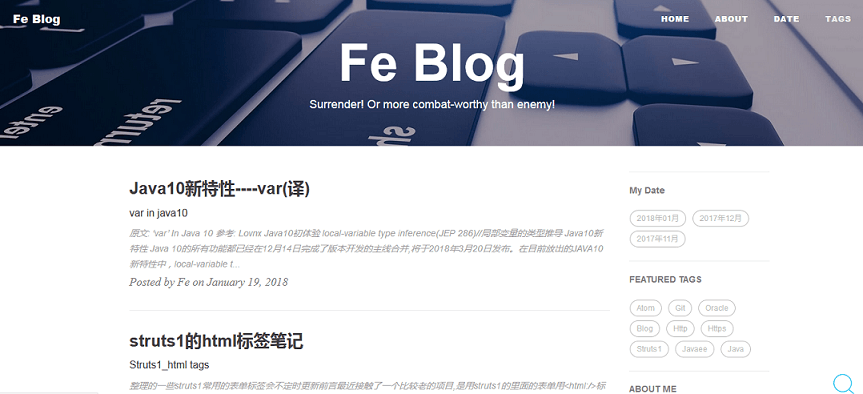 Fe Blog
HOME ABOUT DATE TAGS
Fe Blog
Surrender! Or more combat-worthy than enemy!
Java10新特性----var(译)
var in java10
原文: 'var' In Java 10 参考: Lovnx Java10初体验 local-variable type inference(JEP 286)//局部变量的类型推导 Java10新
特性 Java 10的所有功能都已经在12月14日完成了版本开发的主线合并,将于2018年3月20日发布。在目前放出的JAVA10
新特性中，local-variable t...
Posted by Fe on January 19, 2018
struts1的html标签笔记
Struts1_html tags
整理的一些struts1常用的表单标签会不定时更新前言最近接触了一个比较老的项目,是用struts1的里面的表单用<html:/>标
My Date
2018年01月 2017年12月
2017年11月
FEATURED TAGS
Atom Git Oracle
Blog Http Https
Struts1 Javaee Java
ABOUT ME